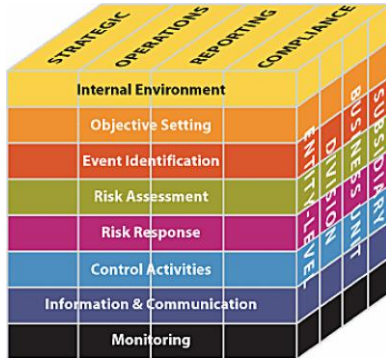 STRATEGIC
OPERATIONS
REPORTING
COMPLIANCE
Internal Environment
Objective Setting
Event Identification
Risk Assessment
Risk Response
Control Activities
Information & Communication
Monitoring
ENTITY-LEVEL
DIVISION
BUSINESS UNIT
SUBSIDIARY